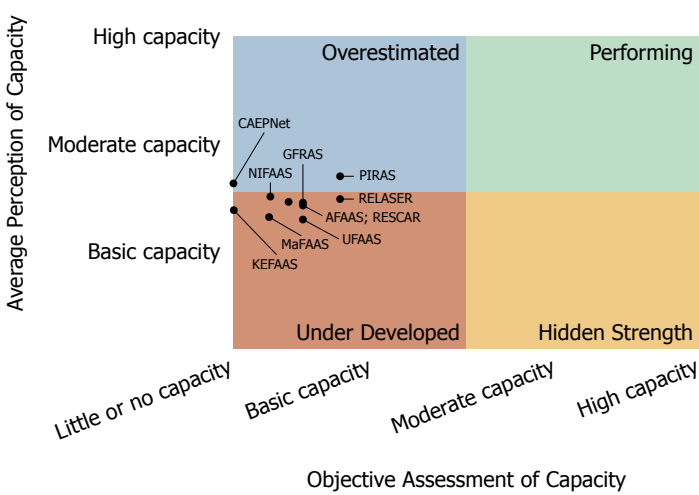 Average Perception of Capacity
High capacity
Moderate capacity
Basic capacity
Overestimated
Performing
CAEPNet
GFRAS
NIFAAS
PIRAS
RELASER
AFAAS; RESCAR
UFAAS
MaFAAS
KEFAAS
Under Developed
Hidden Strength
Little or no capacity
Basic capacity
Moderate capacity
High capacity
Objective Assessment of Capacity